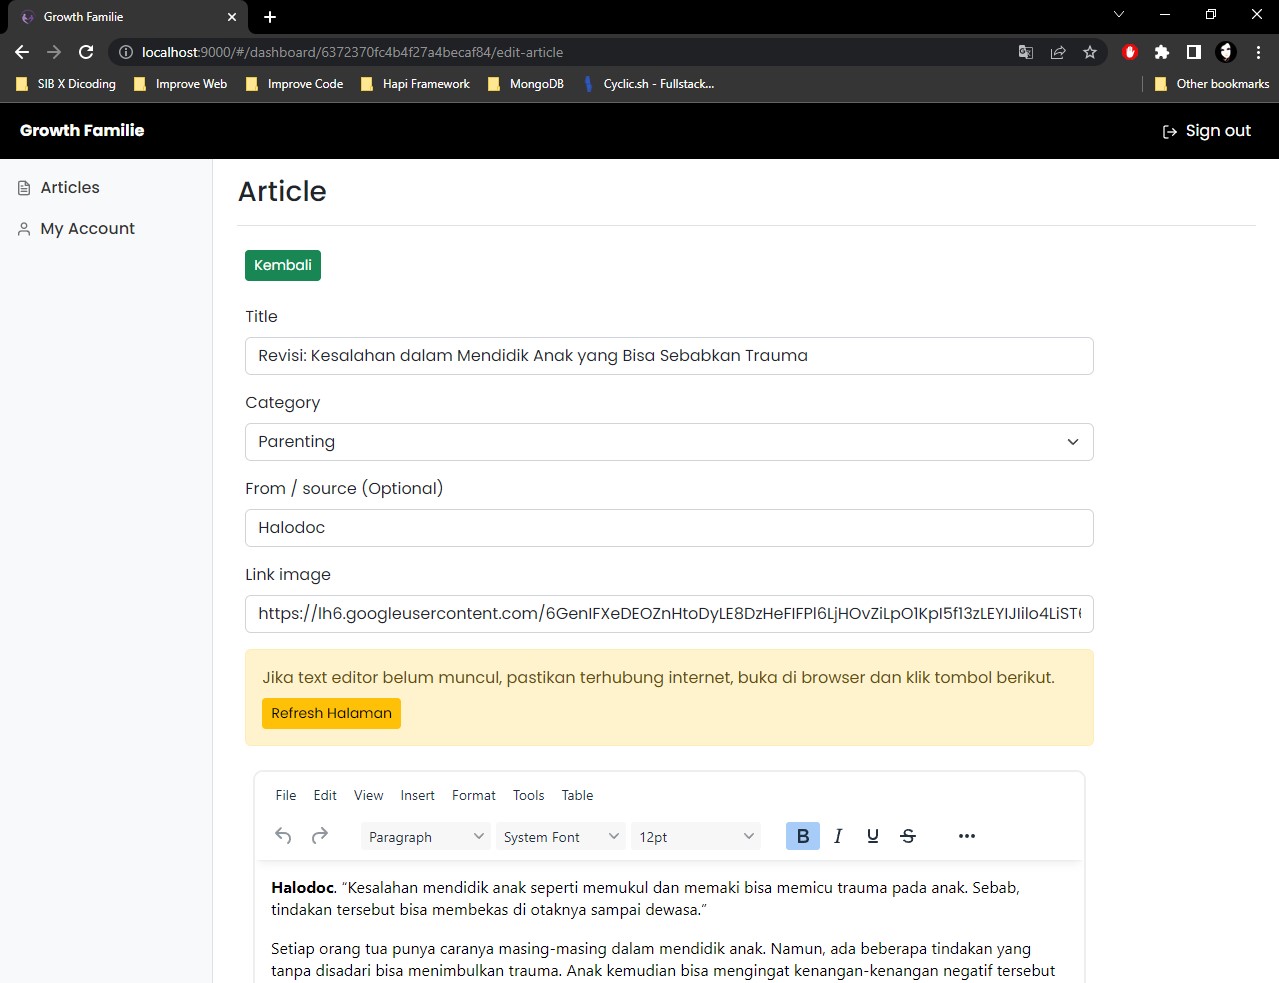 Growth Familie
localhost:9000/#/dashboard/6372370fc4b4f27a4becaf84/edit-article
SIB X Dicoding
Improve Web
Improve Code
Hapi Framework
MongoDB
Cyclic.sh - Fullstack...
Other bookmarks
Growth Familie
Sign out
Articles
My Account
Article
Kembali
Title
Revisi: Kesalahan dalam Mendidik Anak yang Bisa Sebabkan Trauma
Category
Parenting
From / source (Optional)
Halodoc
Link image
https://lh6.googleusercontent.com/6GenIFXeDEOZnHtoDyLE8DzHeFIFPl6LjHOvZiLpO1KpI5f13zLEYIJIilo4LiST6
Jika text editor belum muncul, pastikan terhubung internet, buka di browser dan klik tombol berikut.
Refresh Halaman
File Edit View Insert Format Tools Table
Paragraph System Font 12pt B I U S
Halodoc. “Kesalahan mendidik anak seperti memukul dan memaki bisa memicu trauma pada anak. Sebab,
tindakan tersebut bisa membekas di otaknya sampai dewasa.”
Setiap orang tua punya caranya masing-masing dalam mendidik anak. Namun, ada beberapa tindakan yang
tanpa disadari bisa menimbulkan trauma. Anak kemudian bisa mengingat kenangan-kenangan negatif tersebut